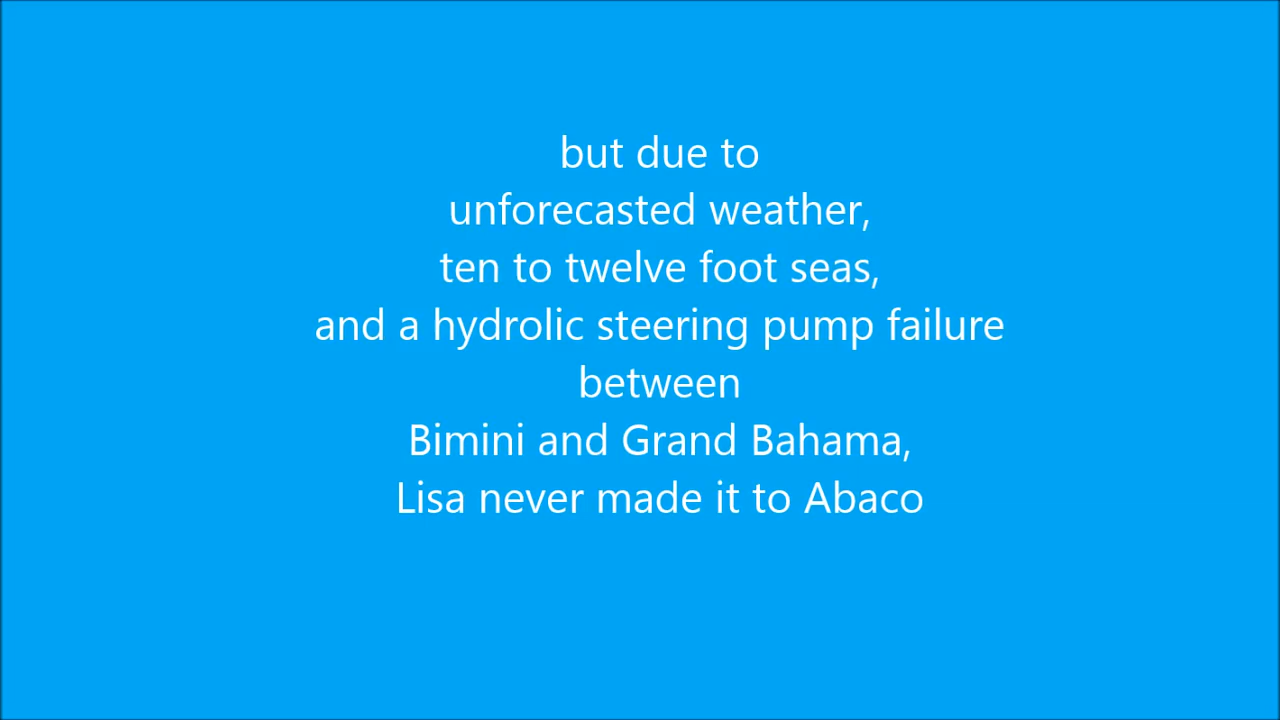 but due to
unforecasted weather,
ten to twelve foot seas,
and a hydrolic steering pump failure
between
Bimini and Grand Bahama,
Lisa never made it to Abaco